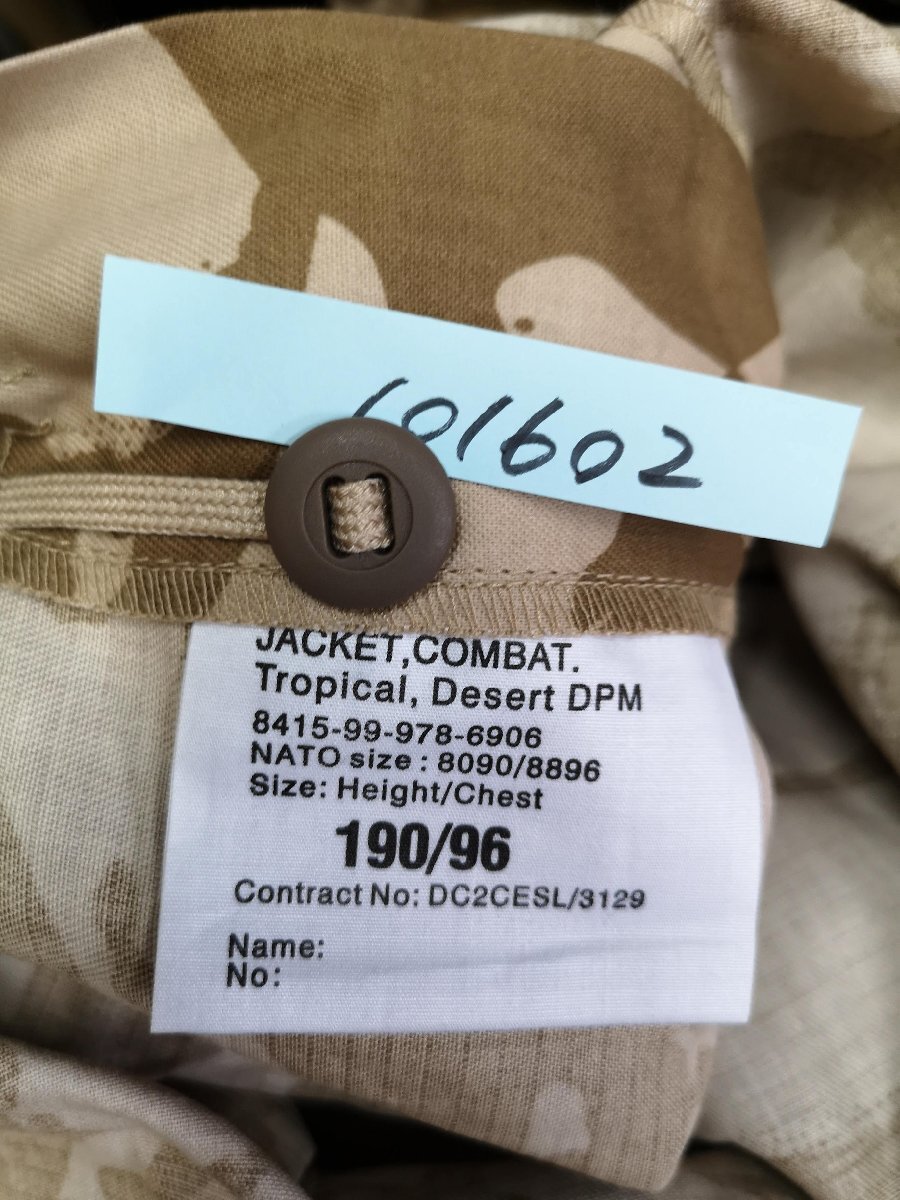 101602
JACKET,COMBAT.
Tropical, Desert DPM
8415-99-978-6906
NATO size : 8090/8896
Size: Height/Chest
190/96
Contract No: DC2CESL/3129
Name:
No: